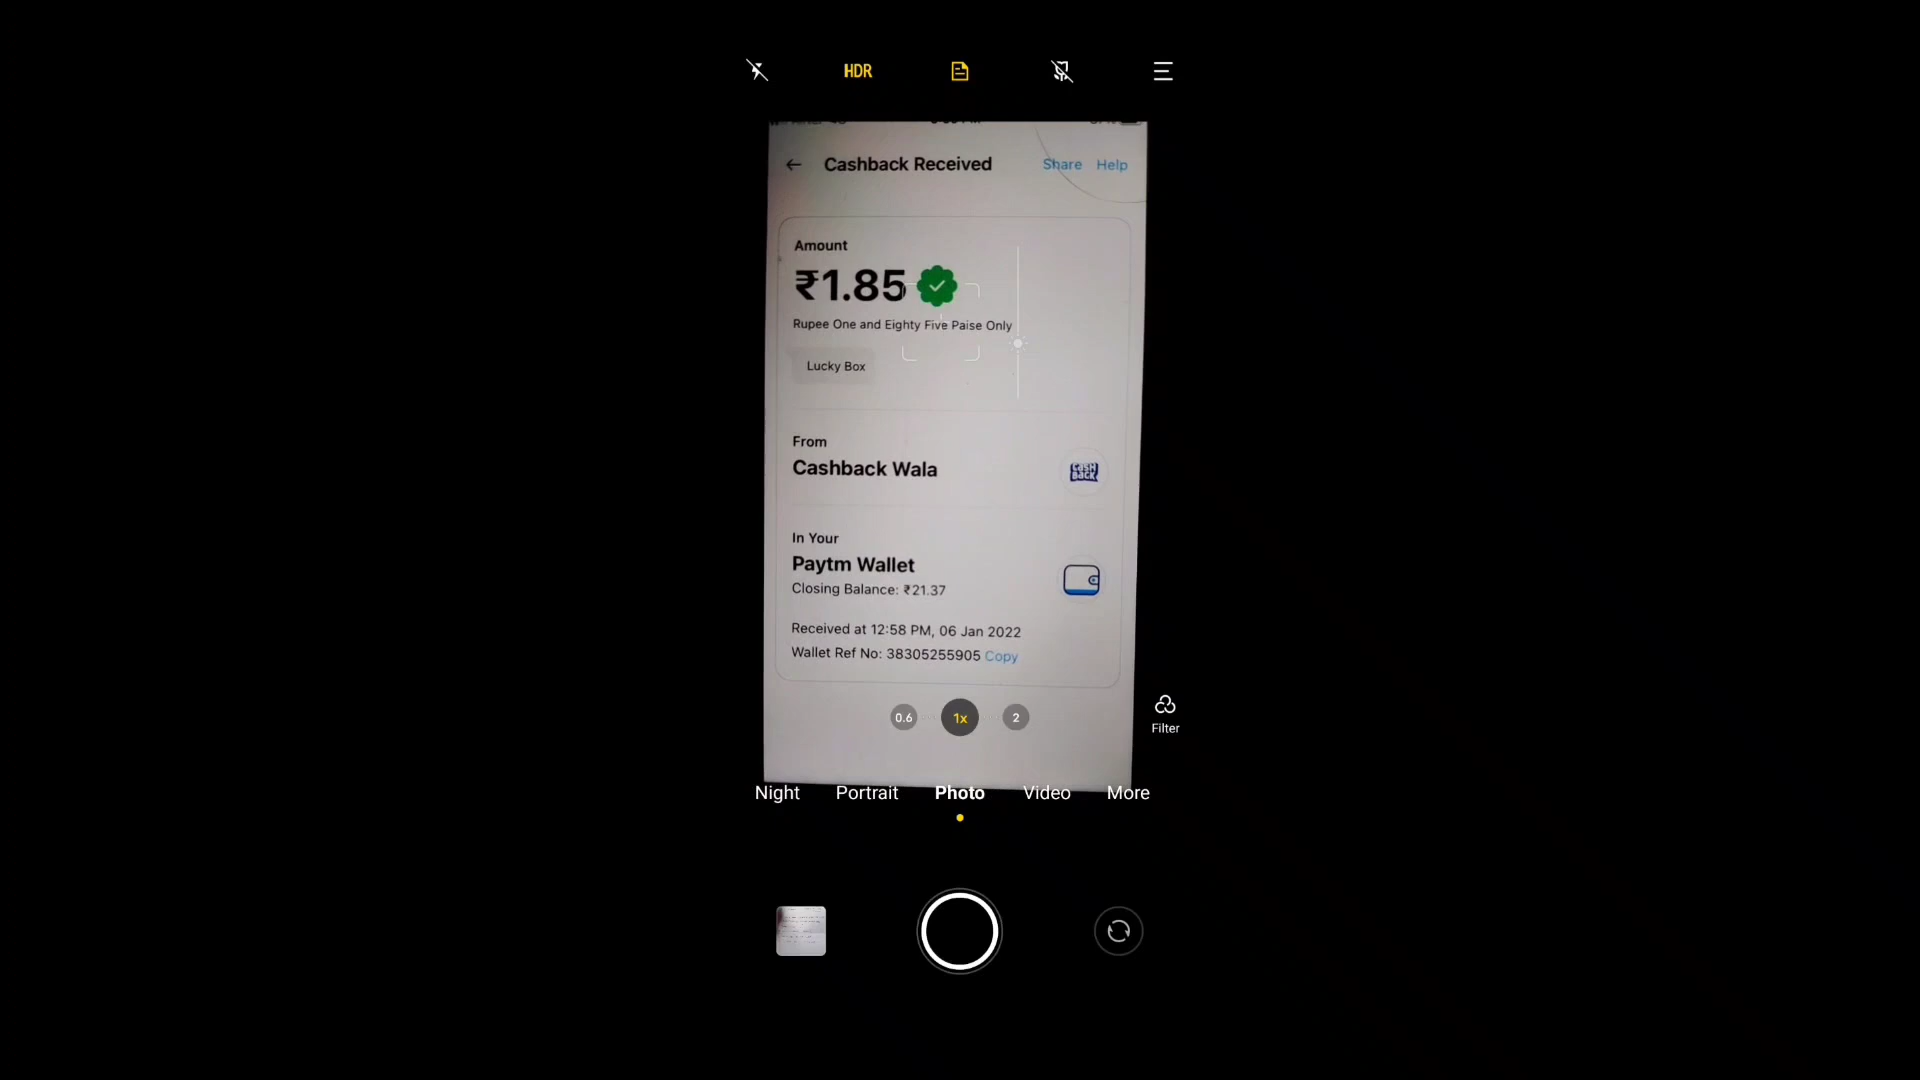 HDR
Cashback Received
Share Help
Amount
₹1.85
Rupee One and Eighty Five Paise Only
Lucky Box
From
Cashback Wala
CASH BACK
In Your
Paytm Wallet
Closing Balance: ₹21.37
Received at 12:58 PM, 06 Jan 2022
Wallet Ref No: 38305255905 Copy
0.6 1x 2
Filter
Night Portrait Photo Video More